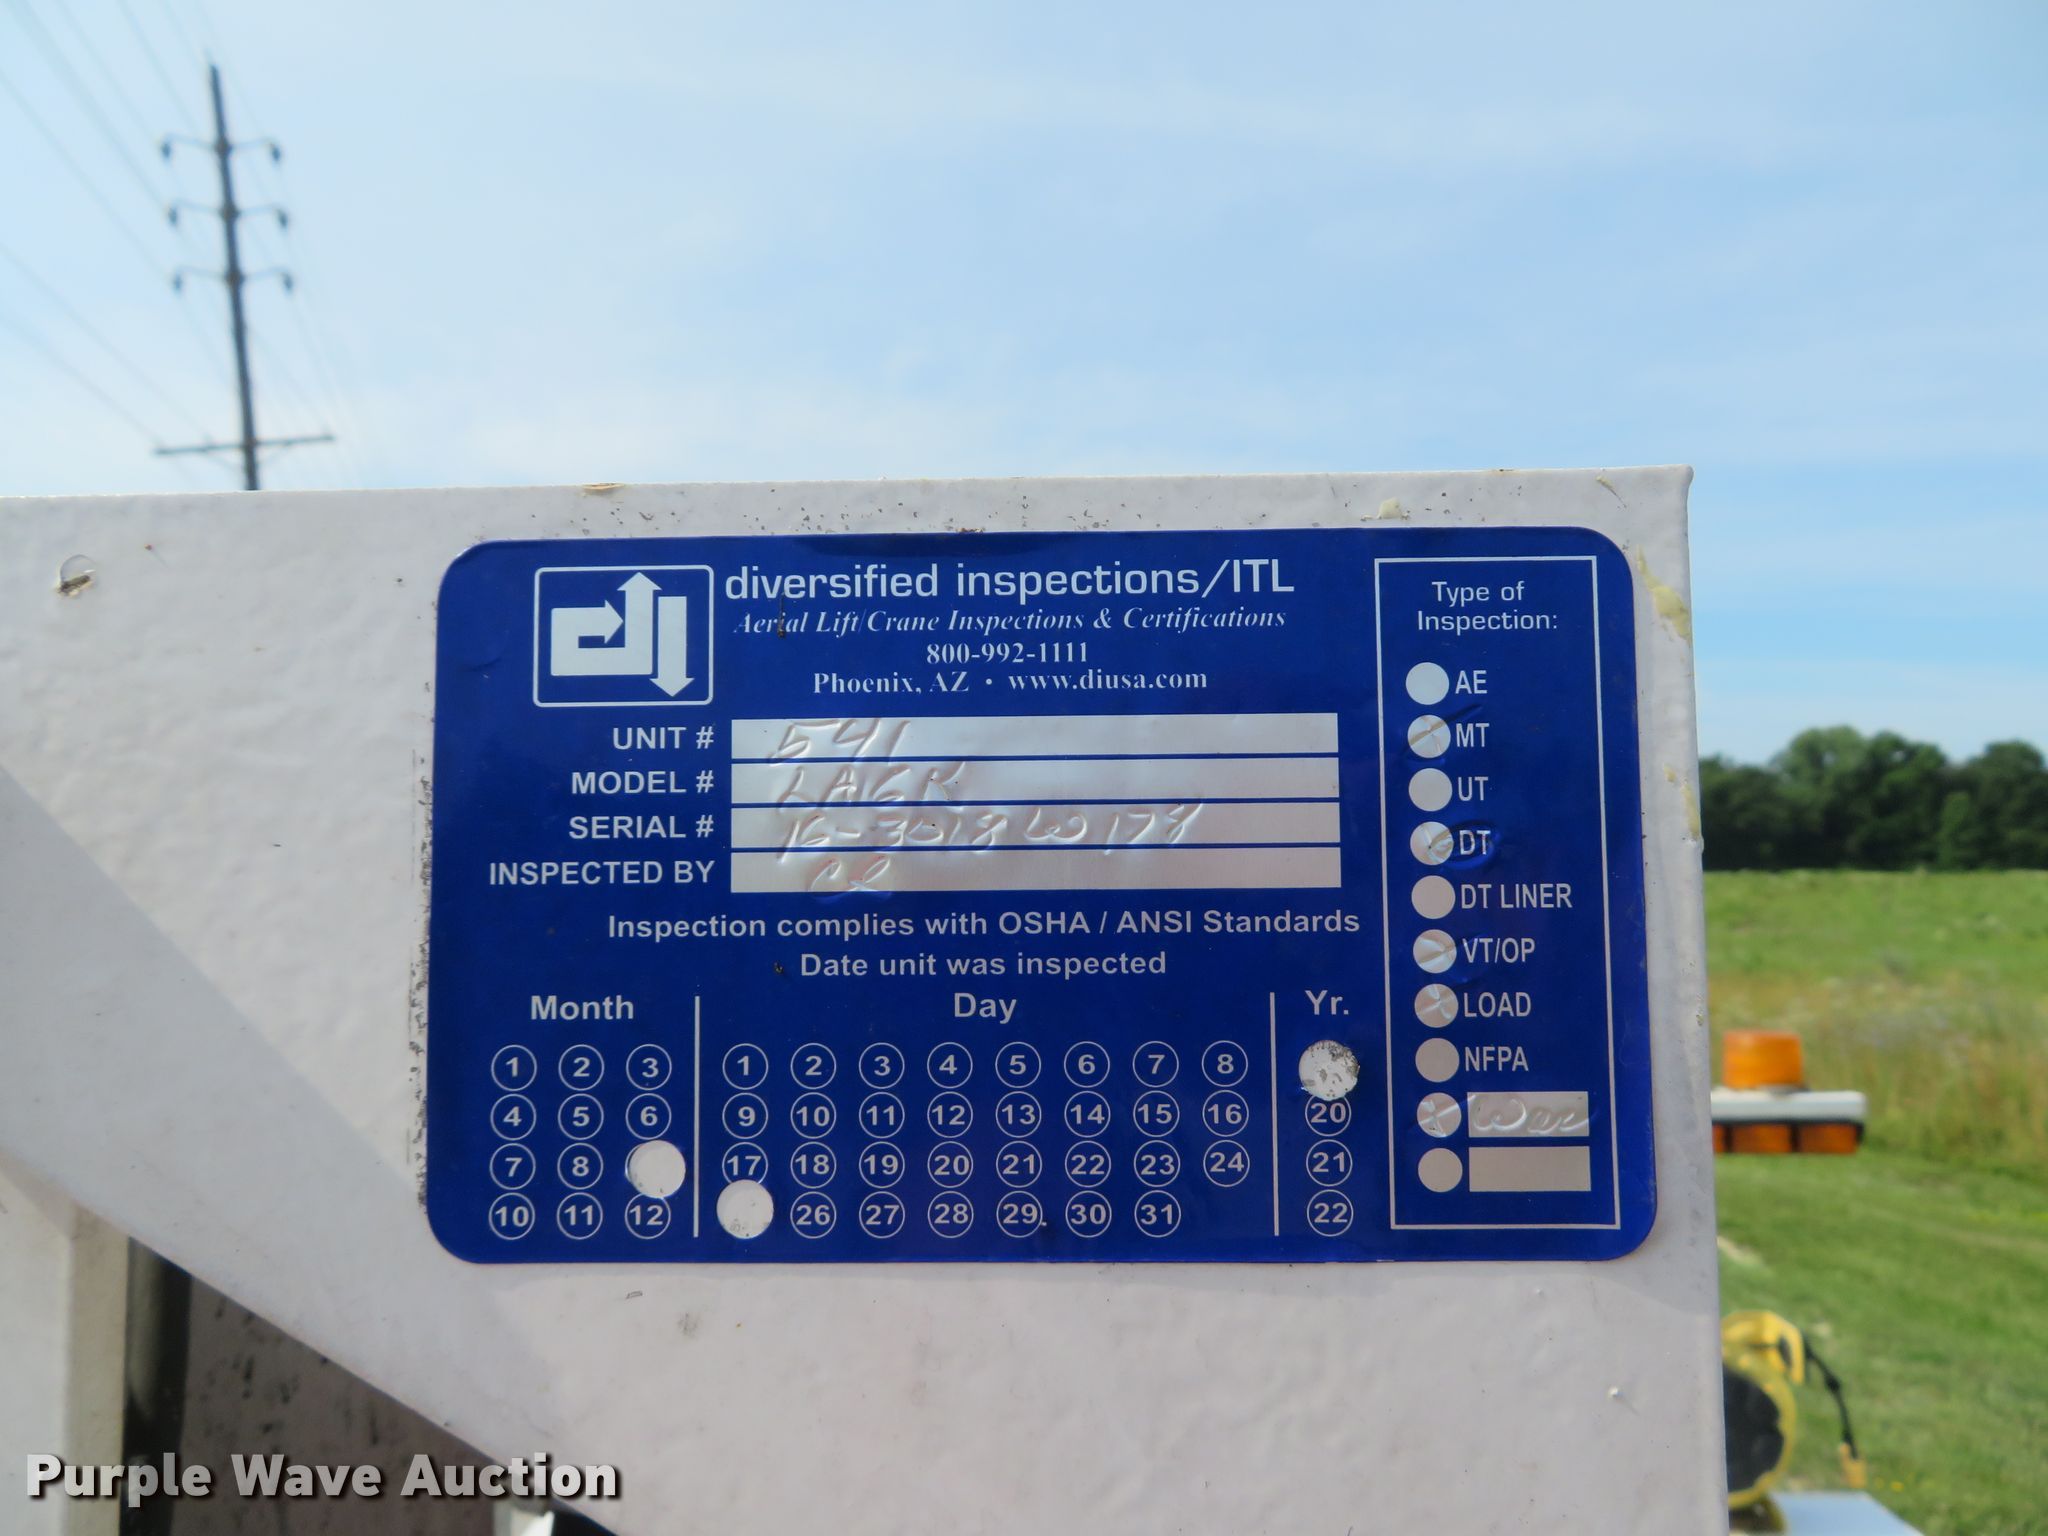 diversified inspections/ITL
Aerial Lift/Crane Inspections & Certifications
800-992-1111
Phoenix, AZ • www.diusa.com
UNIT # 541
MODEL #
SERIAL # 16-3018W178
INSPECTED BY
Inspection complies with OSHA / ANSI Standards
Date unit was inspected
Month Day Yr.
1 2 3 1 2 3 4 5 6 7 8
4 5 6 9 10 11 12 13 14 15 16 20
7 8 17 18 19 20 21 22 23 24 21
10 11 12 26 27 28 29 30 31 22
Type of
Inspection:
AE
MT
UT
DT
DT LINER
VT/OP
LOAD
NFPA
Purple Wave Auction